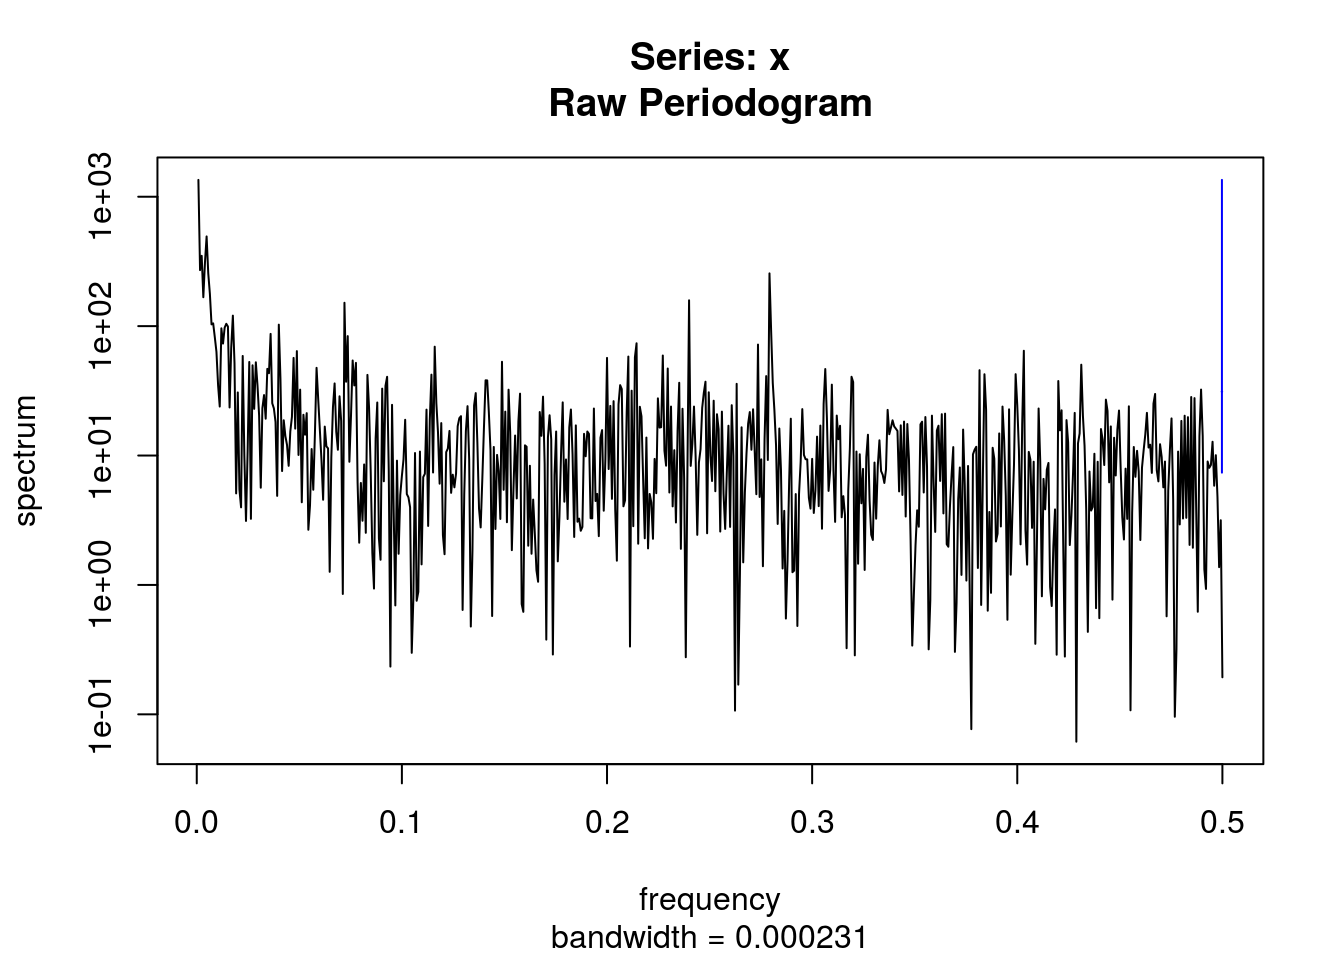 Series: x
Raw Periodogram
spectrum
1e+03
1e+02
1e+01
1e+00
1e-01
0.0 0.1 0.2 0.3 0.4 0.5
frequency
bandwidth = 0.000231